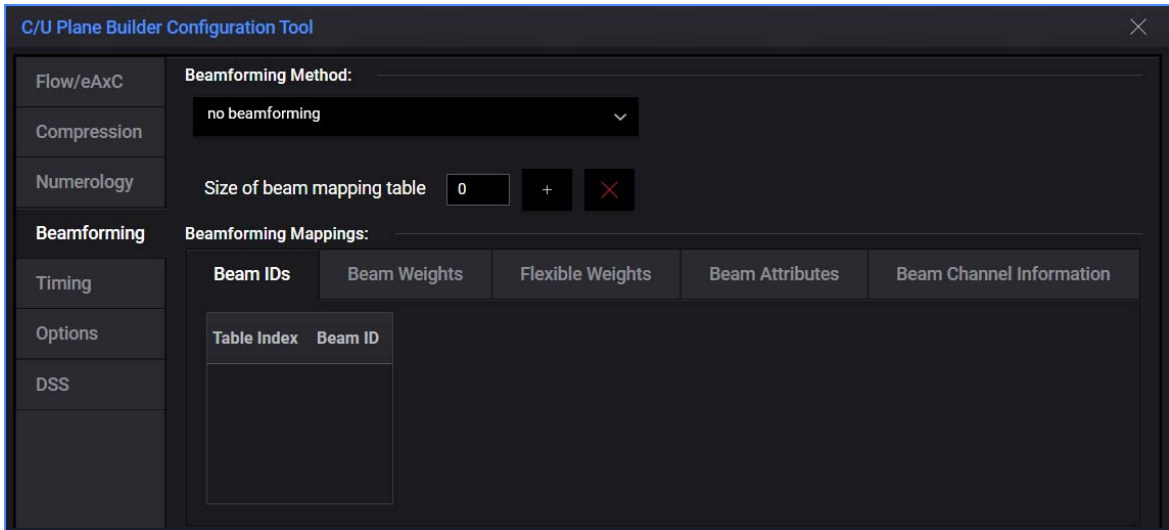 C/U Plane Builder Configuration Tool
Flow/eAxC
Compression
Numerology
Beamforming
Timing
Options
DSS
Beamforming Method:
no beamforming
Size of beam mapping table 0 +
Beamforming Mappings:
Beam IDs Beam Weights Flexible Weights Beam Attributes Beam Channel Information
Table Index Beam ID